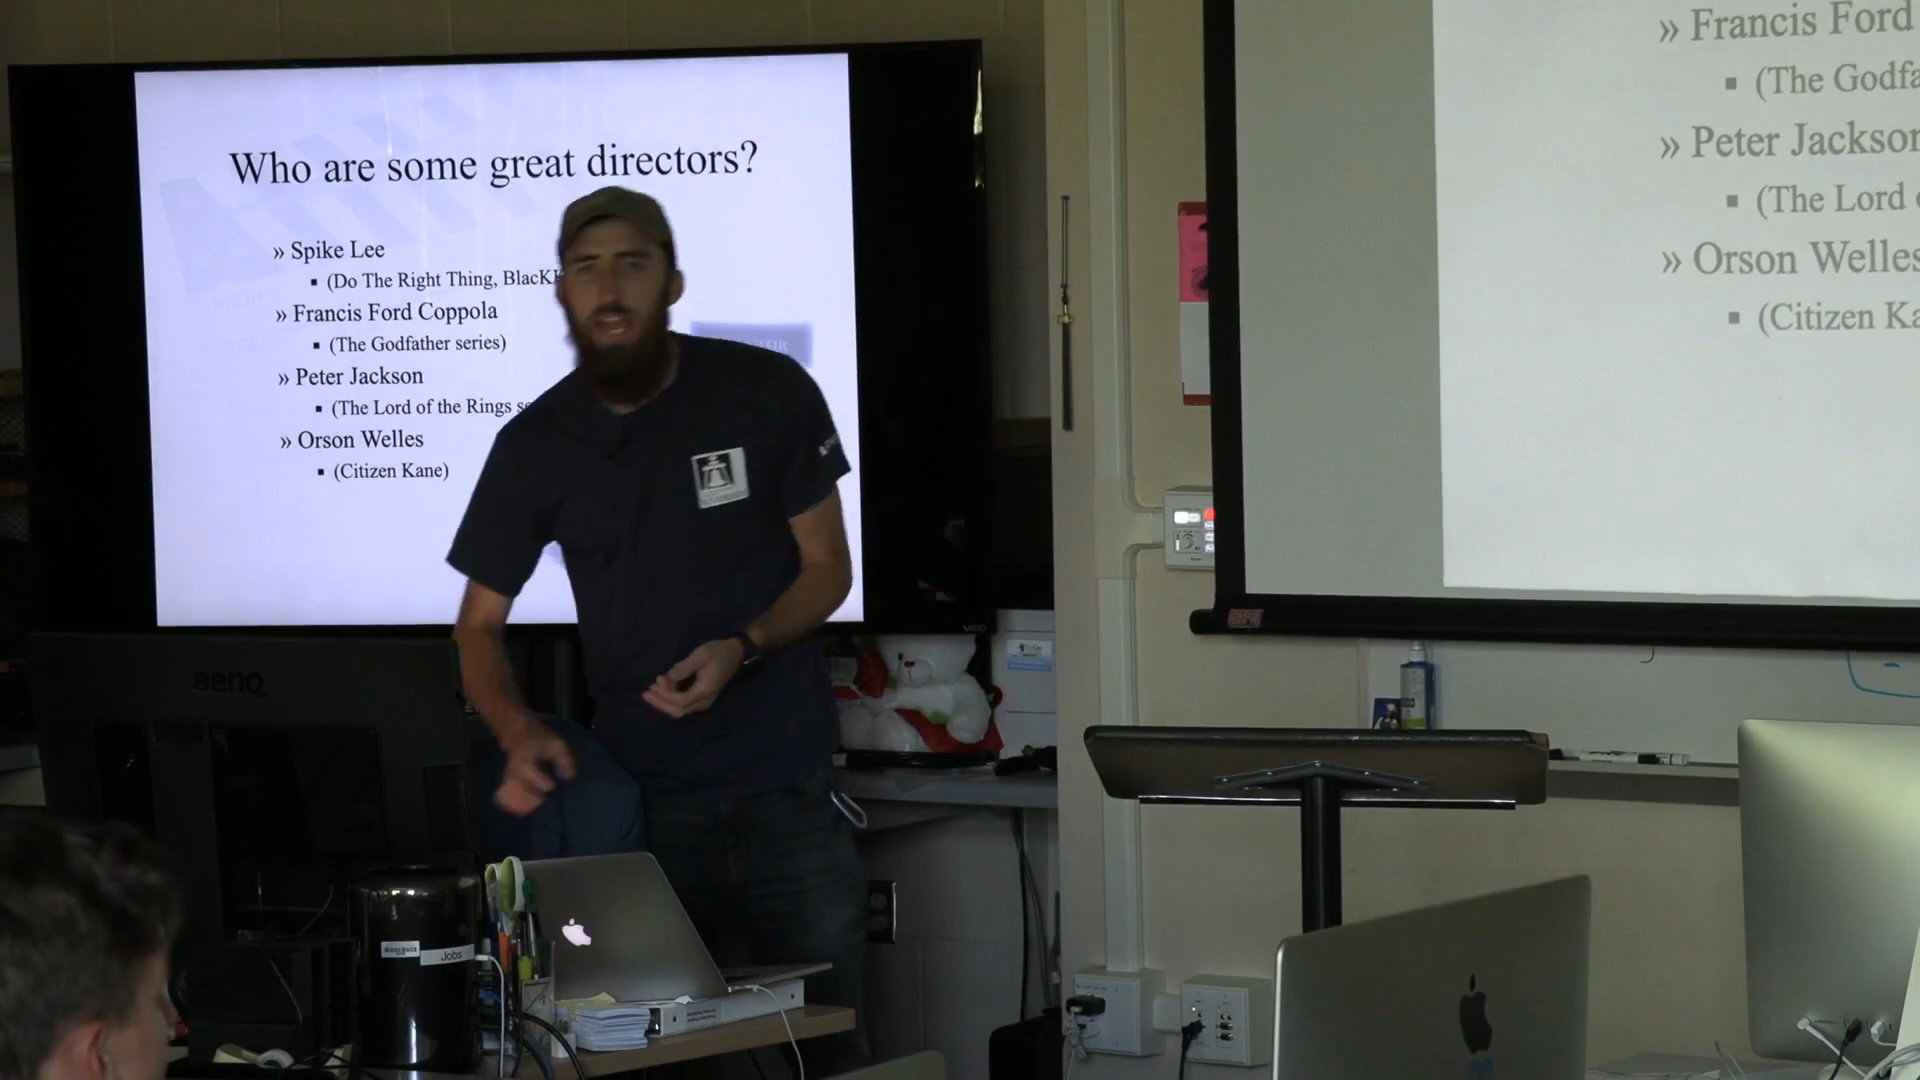 Who are some great directors?
» Spike Lee
▪ (Do The Right Thing, BlacK
» Francis Ford Coppola
▪ (The Godfather series)
» Peter Jackson
▪ (The Lord of the Rings
» Orson Welles
▪ (Citizen Kane)
» Francis Ford
▪ (The Godfa
» Peter Jackson
▪ (The Lord
» Orson Welles
▪ (Citizen Ka
BenQ
Jobs